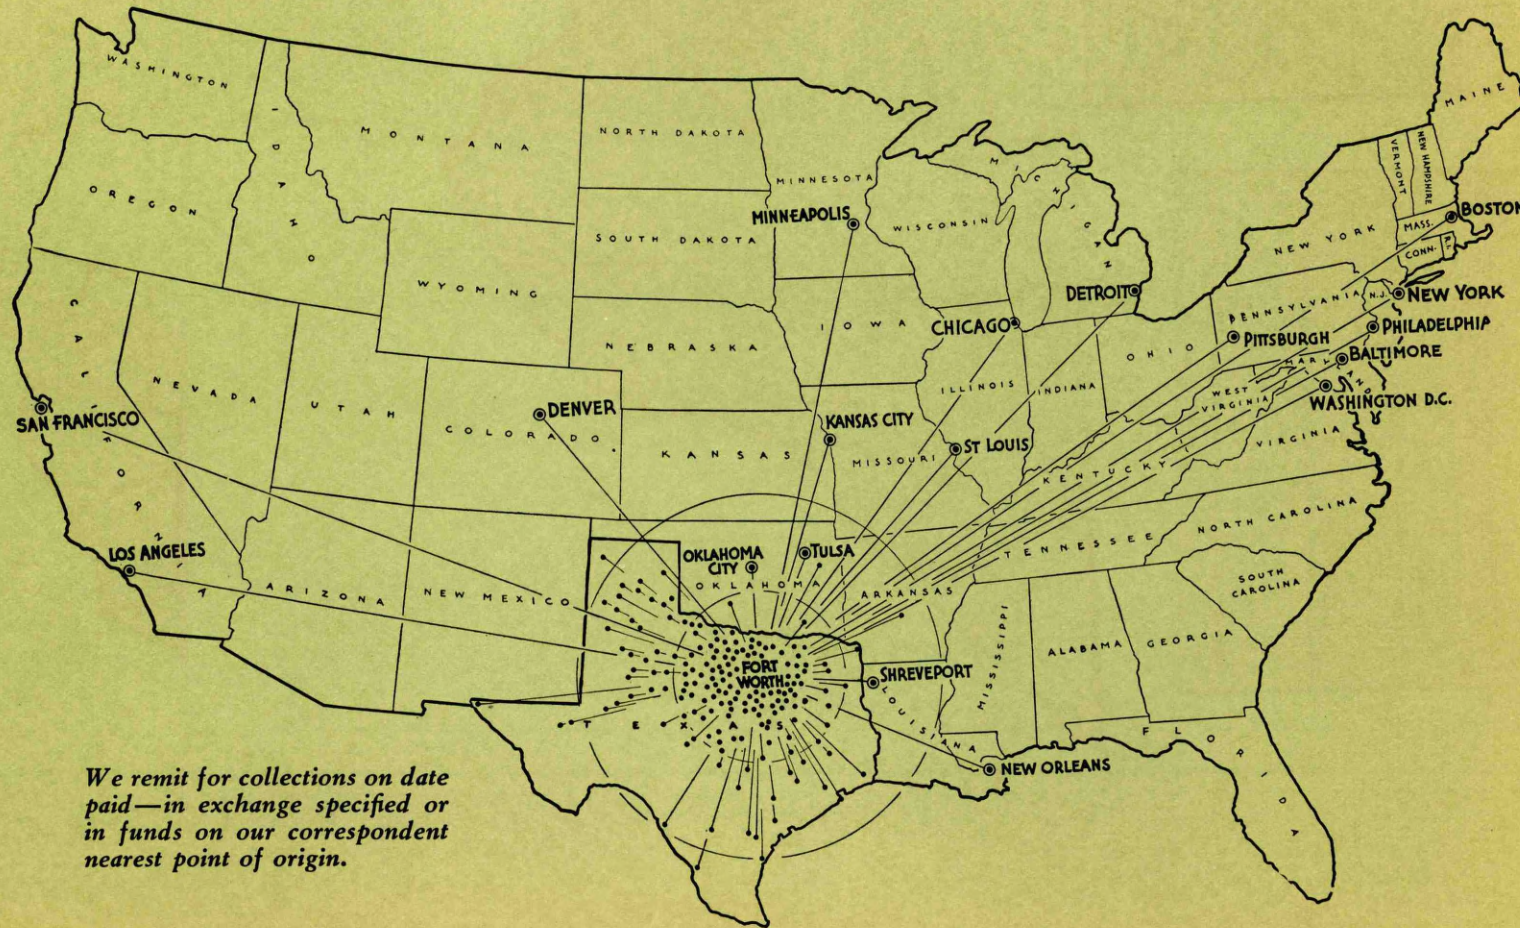 WASHINGTON
OREGON
IDAHO
MONTANA
NORTH DAKOTA
MINNESOTA
MICHIGAN
MAINE
VERMONT
NEW HAMPSHIRE
MASS.
BOSTON
CONN.
R.I.
NEW YORK
MINNEAPOLIS
WISCONSIN
SOUTH DAKOTA
WYOMING
DETROIT
PENNSYLVANIA
N.J.
NEW YORK
CALIFORNIA
NEVADA
UTAH
NEBRASKA
IOWA
CHICAGO
OHIO
PITTSBURGH
PHILADELPHIA
MARYLAND
BALTIMORE
ILLINOIS
INDIANA
WEST
VIRGINIA
WASHINGTON D.C.
SAN FRANCISCO
DENVER
COLORADO
KANSAS
KANSAS CITY
MISSOURI
ST LOUIS
KENTUCKY
VIRGINIA
LOS ANGELES
ARIZONA
NEW MEXICO
OKLAHOMA
CITY
TULSA
OKLAHOMA
ARKANSAS
TENNESSEE
NORTH CAROLINA
SOUTH
CAROLINA
MISSISSIPPI
ALABAMA
GEORGIA
FORT
WORTH
SHREVEPORT
LOUISIANA
TEXAS
NEW ORLEANS
FLORIDA
We remit for collections on date
paid—in exchange specified or
in funds on our correspondent
nearest point of origin.